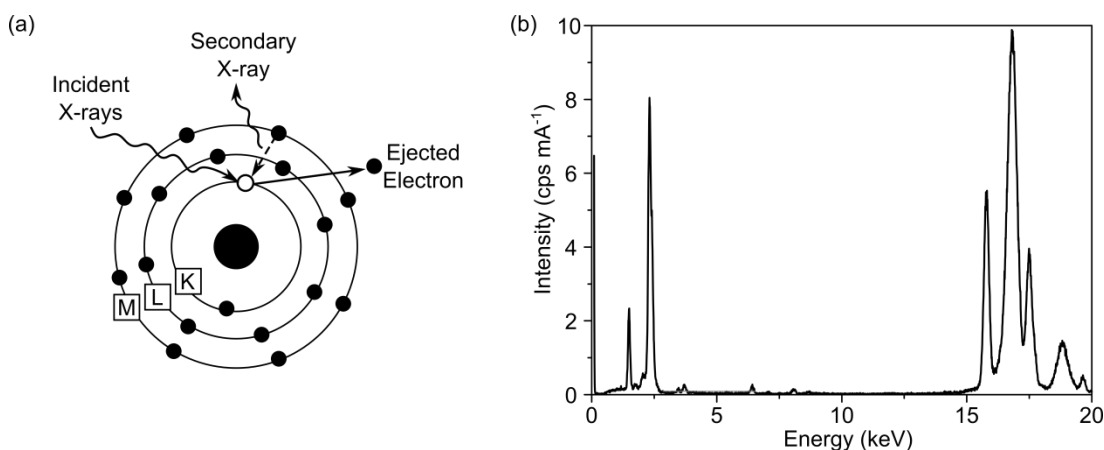 (a)
Secondary
X-ray
Incident
X-rays
Ejected
Electron
K
L
M
(b)
Intensity (cps mA⁻¹)
10
8
6
4
2
0
0
5
10
15
20
Energy (keV)